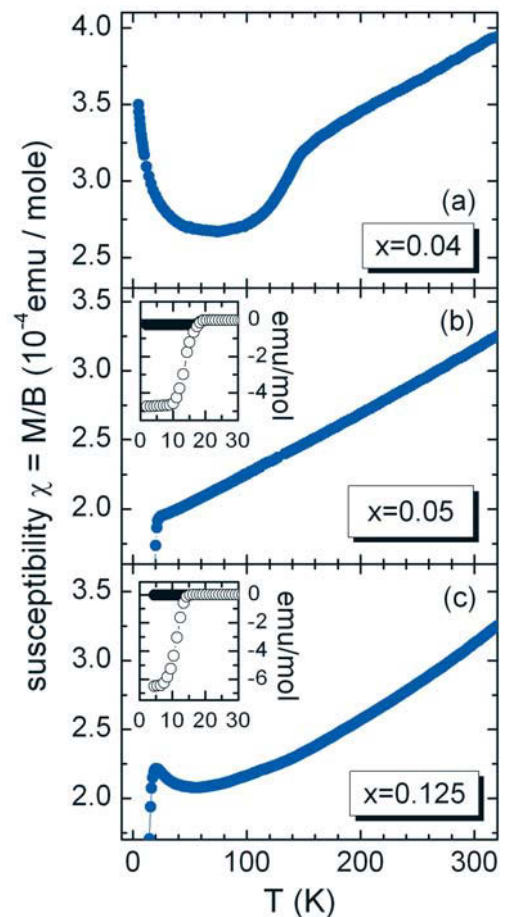 susceptibility χ = M/B (10⁻⁴ emu / mole)
4.0
3.5
3.0
2.5
(a)
x=0.04
3.5
3.0
2.5
2.0
(b)
x=0.05
0
-2
-4
emu/mol
0 10 20 30
3.5
3.0
2.5
2.0
(c)
x=0.125
0
-2
-4
-6
emu/mol
0 10 20 30
0 100 200 300
T (K)